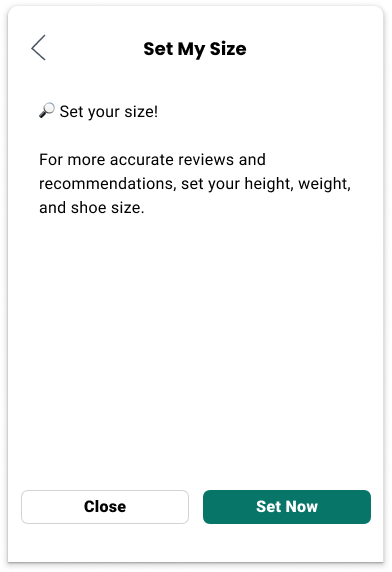 Set My Size
🔎 Set your size!
For more accurate reviews and
recommendations, set your height, weight,
and shoe size.
Close
Set Now